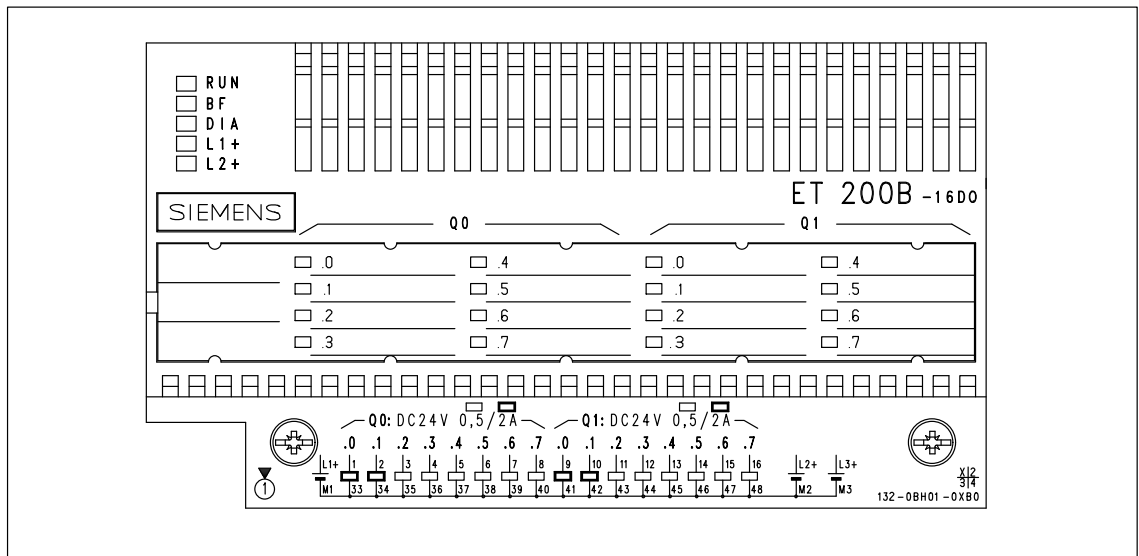 RUN
BF
DIA
L1+
L2+
ET 200B -16DO
SIEMENS
Q0 Q1
.0 .4 .0 .4
.1 .5 .1 .5
.2 .6 .2 .6
.3 .7 .3 .7
Q0: DC24V 0,5/2A Q1: DC24V 0,5/2A
.0 .1 .2 .3 .4 .5 .6 .7 .0 .1 .2 .3 .4 .5 .6 .7
L1+ 1 2 3 4 5 6 7 8 9 10 11 12 13 14 15 16 L2+ L3+
M1 33 34 35 36 37 38 39 40 41 42 43 44 45 46 47 48 M2 M3
1
X 2
3 4
132-0BH01-0XB0